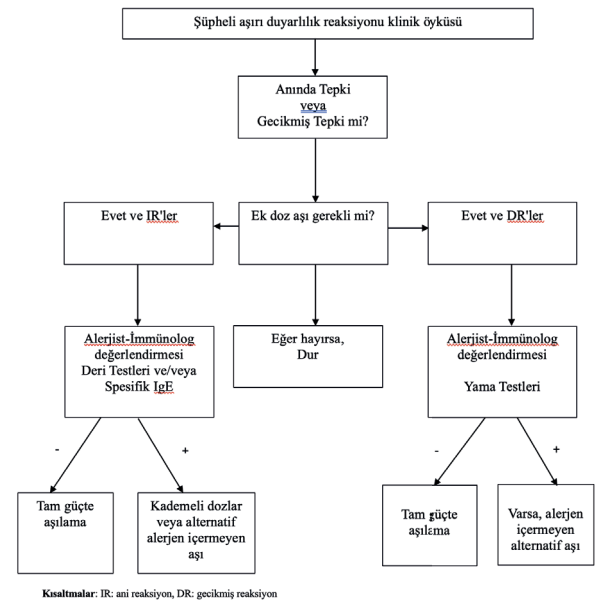 Şüpheli aşırı duyarlılık reaksiyonu klinik öyküsü
Anında Tepki
veya
Gecikmiş Tepki mi?
Evet ve IR'ler
Ek doz aşı gerekli mi?
Evet ve DR'ler
Alerjist-İmmünolog
değerlendirmesi
Deri Testleri ve/veya
Spesifik IgE
Eğer hayırsa,
Dur
Alerjist-İmmünolog
değerlendirmesi
Yama Testleri
-
+
-
+
Tam güçte
aşılama
Kademeli dozlar
veya alternatif
alerjen içermeyen
aşı
Tam güçte
aşılama
Varsa, alerjen
içermeyen
alternatif aşı
Kısaltmalar: IR: ani reaksiyon, DR: gecikmiş reaksiyon